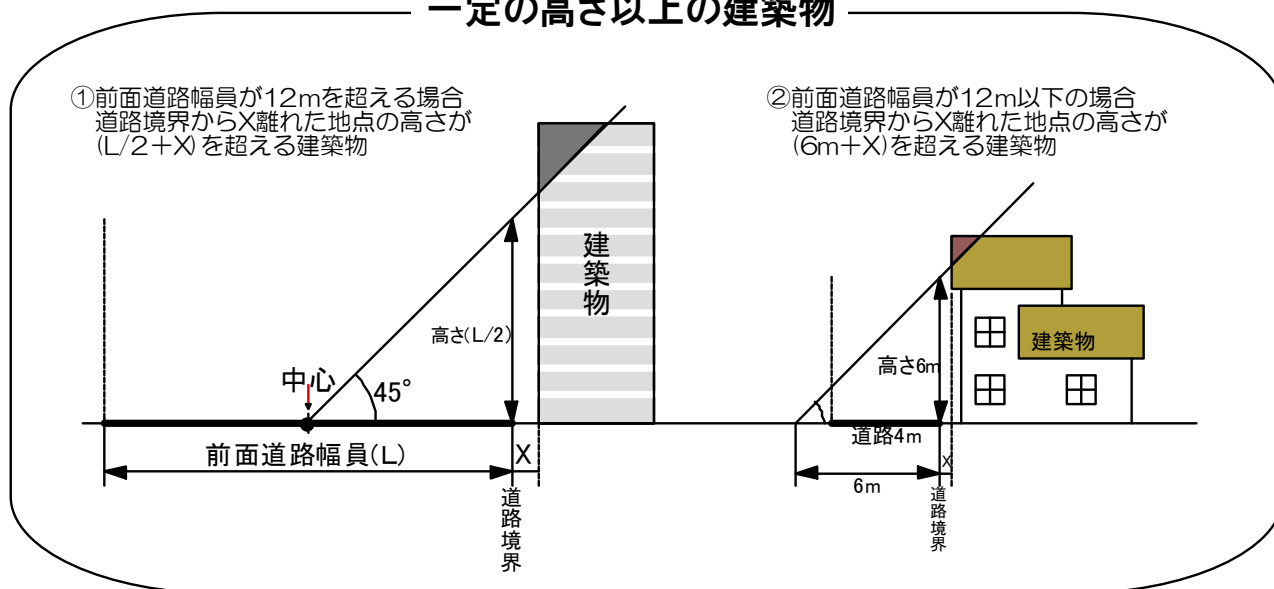 一定の高さ以上の建築物
①前面道路幅員が12mを超える場合
道路境界からX離れた地点の高さが
(L/2+X)を超える建築物
建築物
高さ(L/2)
中心
45°
前面道路幅員(L)
X
道路境界
②前面道路幅員が12m以下の場合
道路境界からX離れた地点の高さが
(6m+X)を超える建築物
建築物
高さ6m
道路4m
X
6m
道路境界